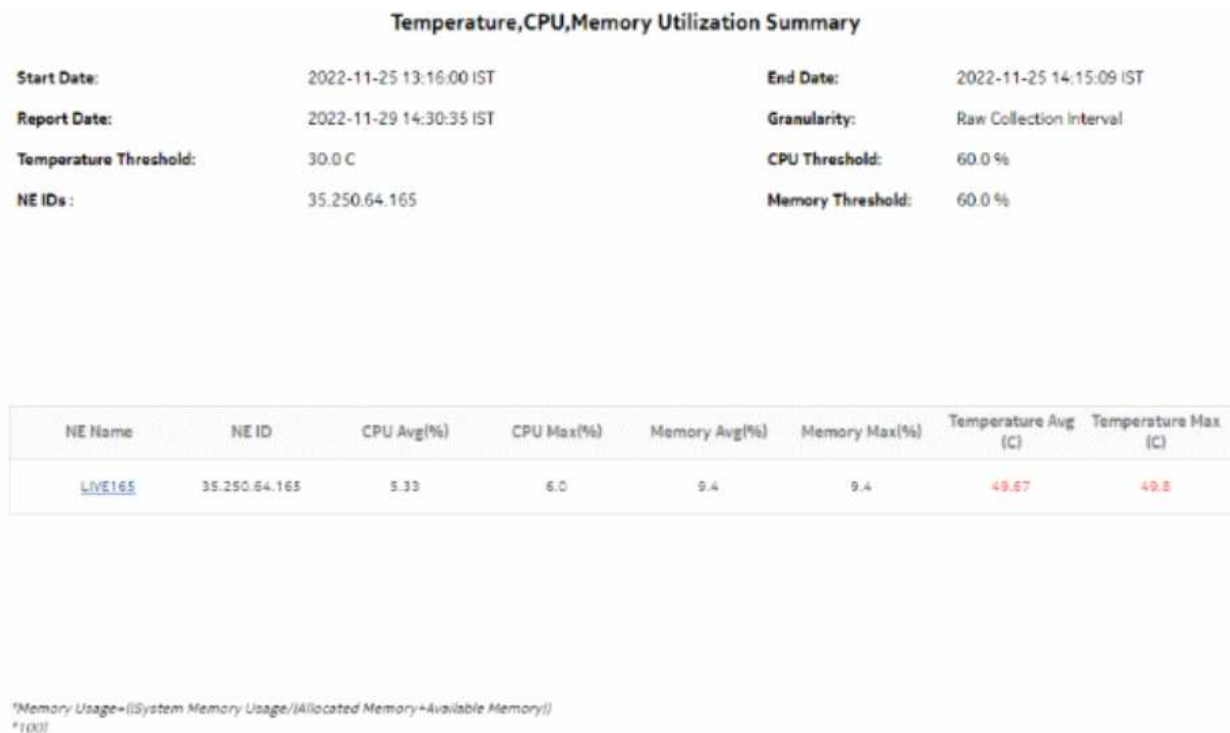 Temperature,CPU,Memory Utilization Summary
Start Date: 2022-11-25 13:16:00 IST End Date: 2022-11-25 14:15:09 IST
Report Date: 2022-11-29 14:30:35 IST Granularity: Raw Collection Interval
Temperature Threshold: 30.0 C CPU Threshold: 60.0 %
NE IDs : 35.250.64.165 Memory Threshold: 60.0 %
NE Name NE ID CPU Avg(%) CPU Max(%) Memory Avg(%) Memory Max(%) Temperature Avg (C) Temperature Max (C)
LIVE165 35.250.64.165 5.33 6.0 9.4 9.4 49.67 49.8
*Memory Usage=((System Memory Usage/(Allocated Memory+Available Memory))
*100)